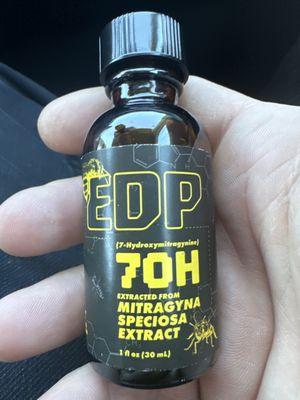 EDP
(7-Hydroxymitragynine)
7OH
EXTRACTED FROM
MITRAGYNA
SPECIOSA
EXTRACT
1 fl oz (30 mL)